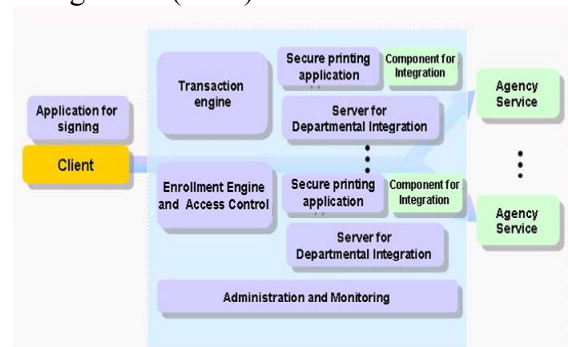 Transaction
engine
Secure printing
application
Component for
Integration
Server for
Departmental Integration
Agency
Service
Application for
signing
Client
Enrollment Engine
and Access Control
Secure printing
application
Component for
Integration
Server for
Departmental Integration
Agency
Service
Administration and Monitoring